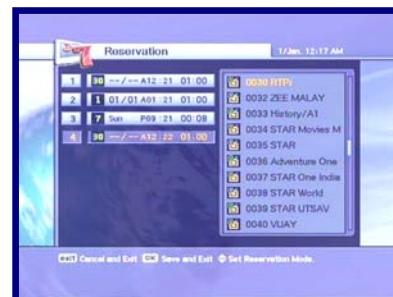 Reservation
1/Jan. 12:17 AM
1 30 --/-- A12:21 01:00
2 1 01/01 A01:21 01:00
3 7 Sun P09:21 00:08
4 30 --/-- A12:22 01:00
0030 RTPi
0032 ZEE MALAY
0033 History/A1
0034 STAR Movies M
0035 STAR
0036 Adventure One
0037 STAR One India
0038 STAR World
0039 STAR UTSAV
0040 VIJAY
exit Cancel and Exit OK Save and Exit Set Reservation Mode.